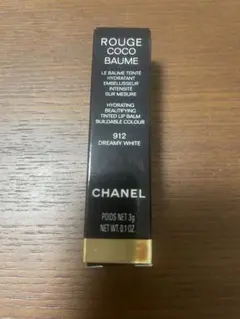 ROUGE
COCO
BAUME
LE BAUME TEINTÉ
HYDRATANT
EMBELLISSEUR
INTENSITÉ
SUR MESURE
HYDRATING
BEAUTIFYING
TINTED LIP BALM
BUILDABLE COLOUR
912
DREAMY WHITE
CHANEL
POIDS NET 3g
NET WT. 0.1 OZ.